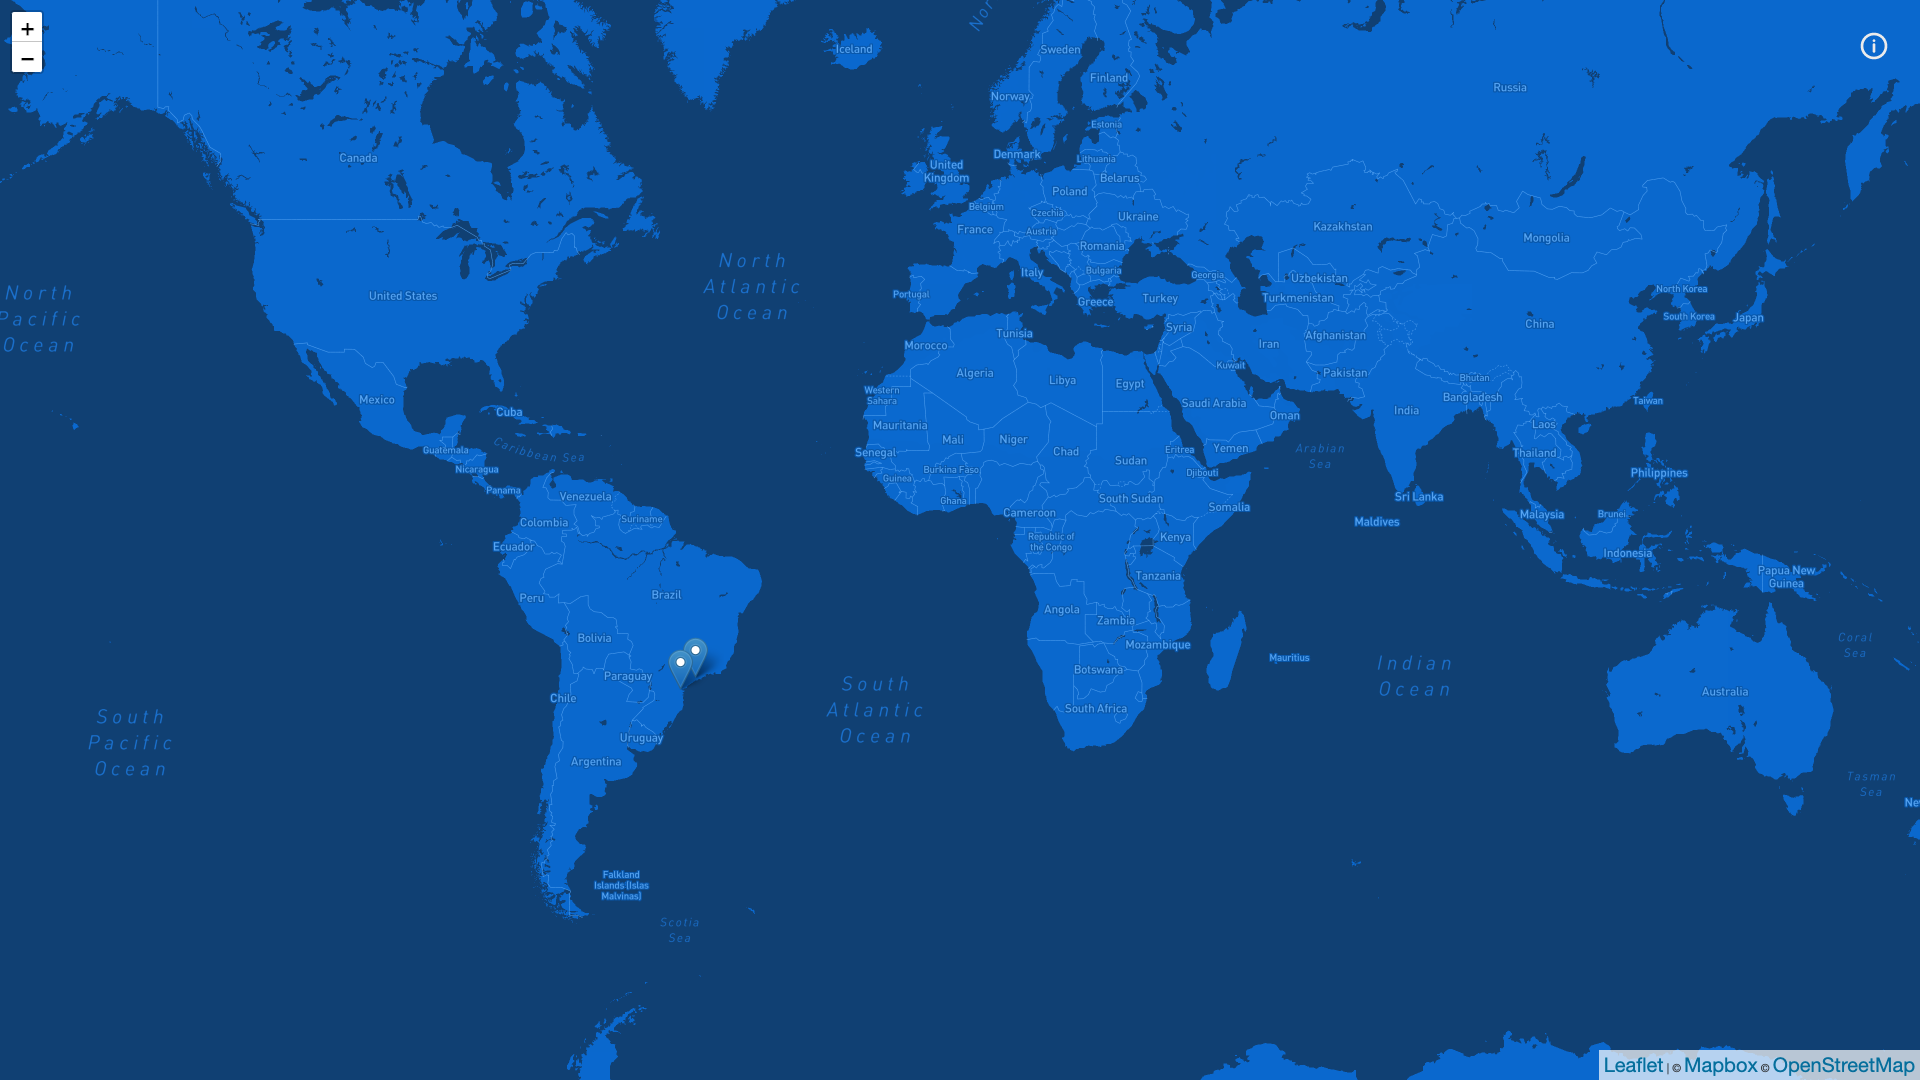 +
−
Nor
Iceland
Sweden
Finland
Norway
Russia
Estonia
Denmark
Lithuania
Canada
United
Kingdom
Belarus
Poland
Belgium
Czechia
Ukraine
France
Austria
Kazakhstan
Mongolia
Romania
North
Atlantic
Ocean
Italy
Bulgaria
Georgia
Uzbekistan
North
Pacific
Ocean
United States
Portugal
Greece
Turkey
Turkmenistan
North Korea
South Korea
Japan
China
Tunisia
Syria
Afghanistan
Iran
Morocco
Algeria
Libya
Egypt
Kuwait
Pakistan
Bhutan
Western
Sahara
Mexico
Cuba
Saudi Arabia
Oman
India
Bangladesh
Taiwan
Mauritania
Mali
Niger
Chad
Sudan
Eritrea
Yemen
Arabian
Sea
Laos
Thailand
Guatemala
Caribbean Sea
Senegal
Nicaragua
Burkina Faso
Guinea
Djibouti
Philippines
Panama
Venezuela
Ghana
South Sudan
Somalia
Sri Lanka
Colombia
Suriname
Cameroon
Maldives
Malaysia
Brunei
Ecuador
Republic of
the Congo
Kenya
Indonesia
Papua New
Guinea
Peru
Brazil
Tanzania
Angola
Zambia
Bolivia
Mozambique
Mauritius
Coral
Sea
Paraguay
Botswana
Indian
Ocean
Chile
South
Atlantic
Ocean
South Africa
Australia
South
Pacific
Ocean
Uruguay
Argentina
Tasman
Sea
Ne
Falkland
Islands (Islas
Malvinas)
Scotia
Sea
Leaflet | © Mapbox © OpenStreetMap